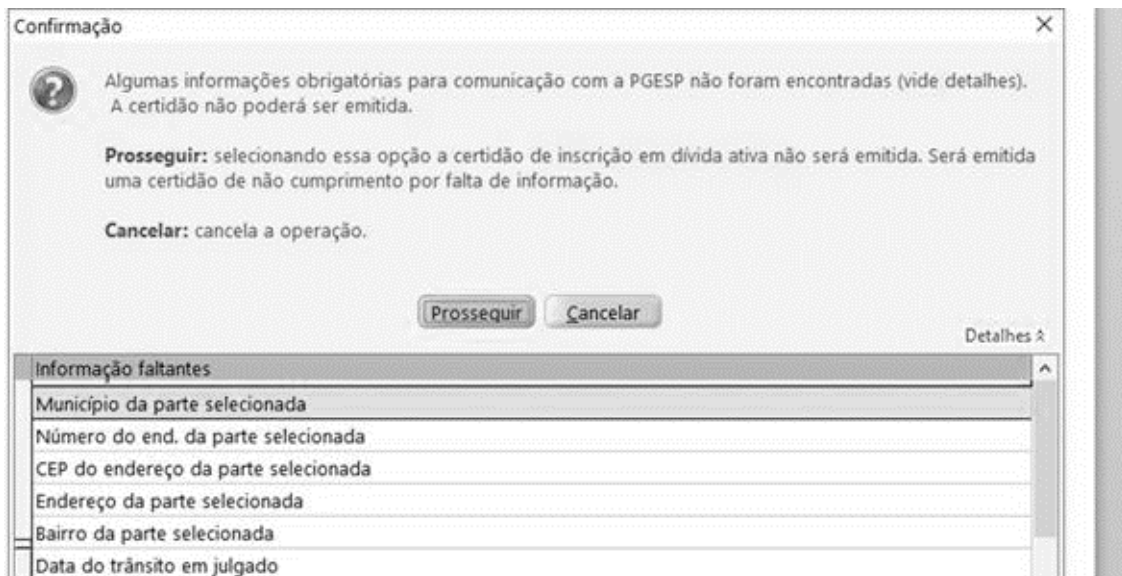 Confirmação
Algumas informações obrigatórias para comunicação com a PGESP não foram encontradas (vide detalhes).
A certidão não poderá ser emitida.
Prosseguir: selecionando essa opção a certidão de inscrição em dívida ativa não será emitida. Será emitida
uma certidão de não cumprimento por falta de informação.
Cancelar: cancela a operação.
Prosseguir Cancelar
Detalhes
Informação faltantes
Município da parte selecionada
Número do end. da parte selecionada
CEP do endereço da parte selecionada
Endereço da parte selecionada
Bairro da parte selecionada
Data do trânsito em julgado